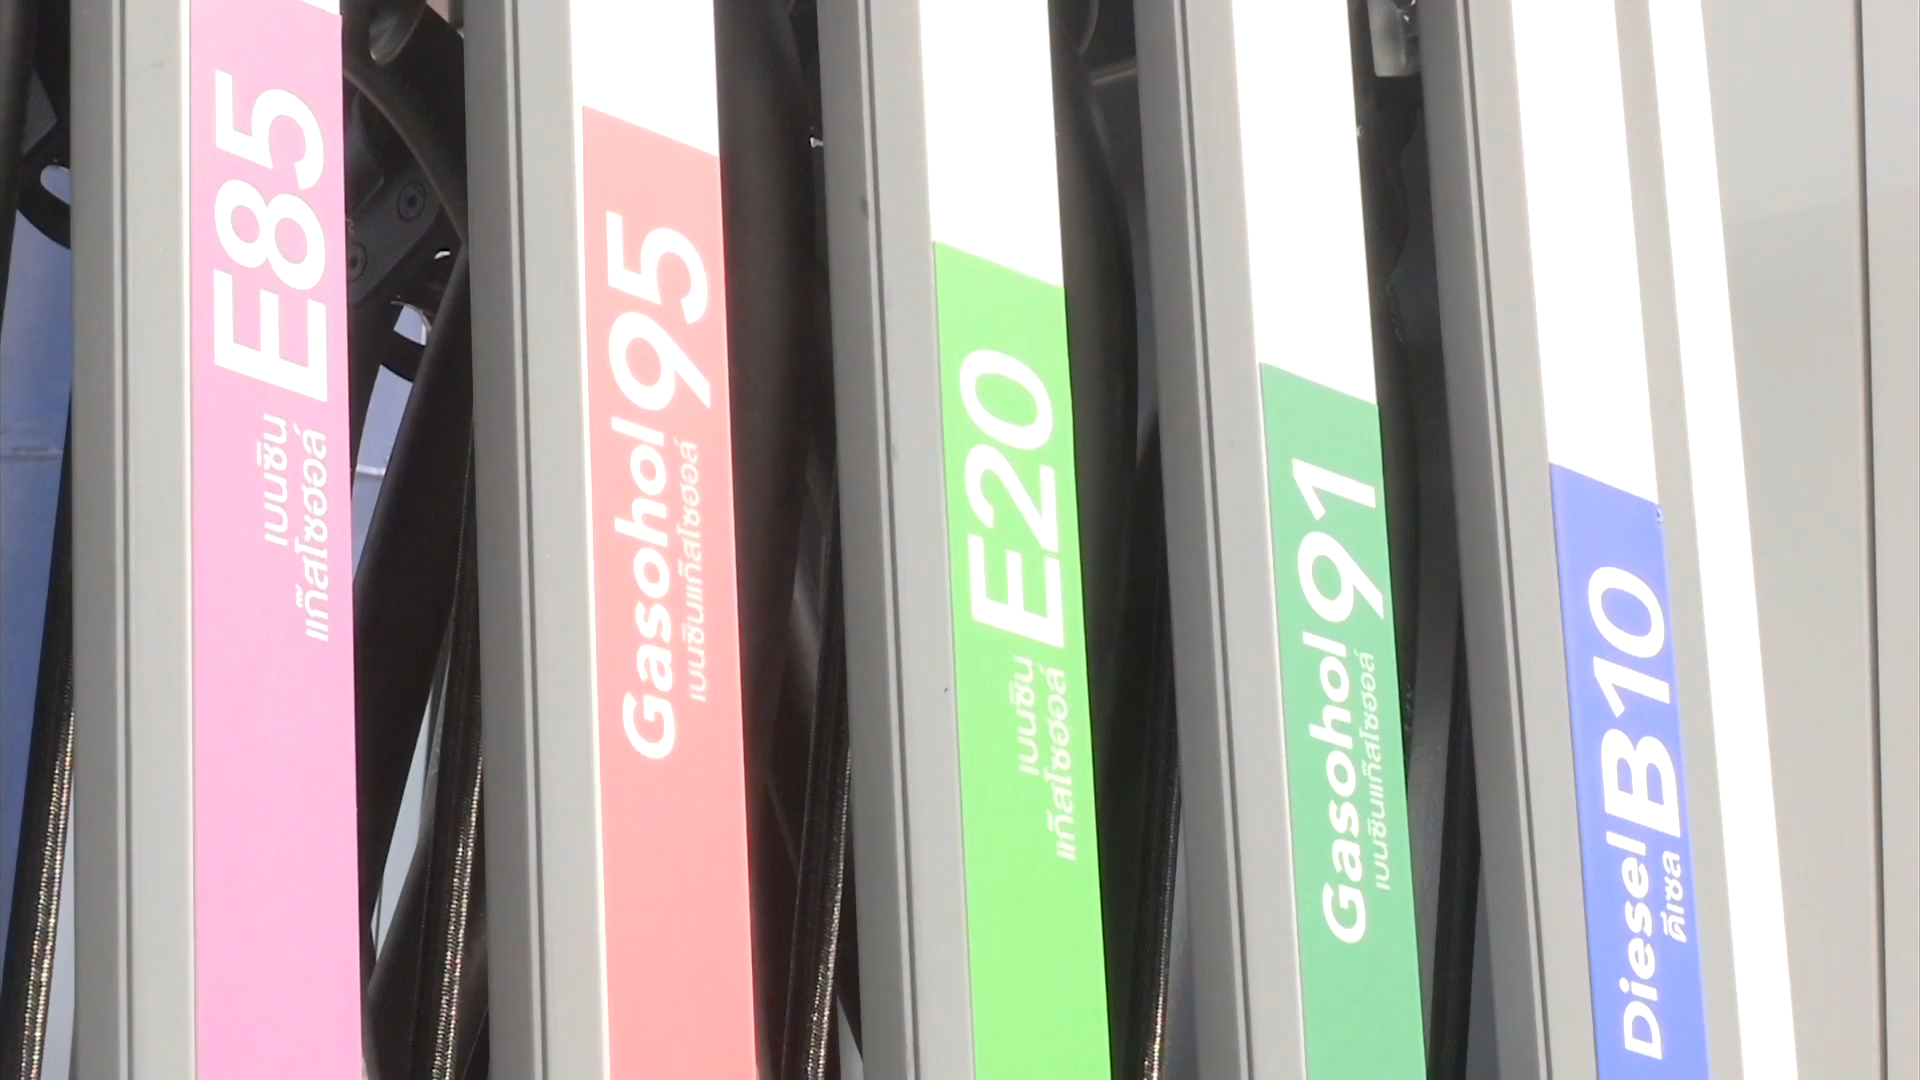 E85
เบนซิน
แก๊สโซฮอล์
Gasohol 95
เบนซินแก๊สโซฮอล์
E20
เบนซิน
แก๊สโซฮอล์
Gasohol 91
เบนซินแก๊สโซฮอล์
Diesel B10
ดีเซล